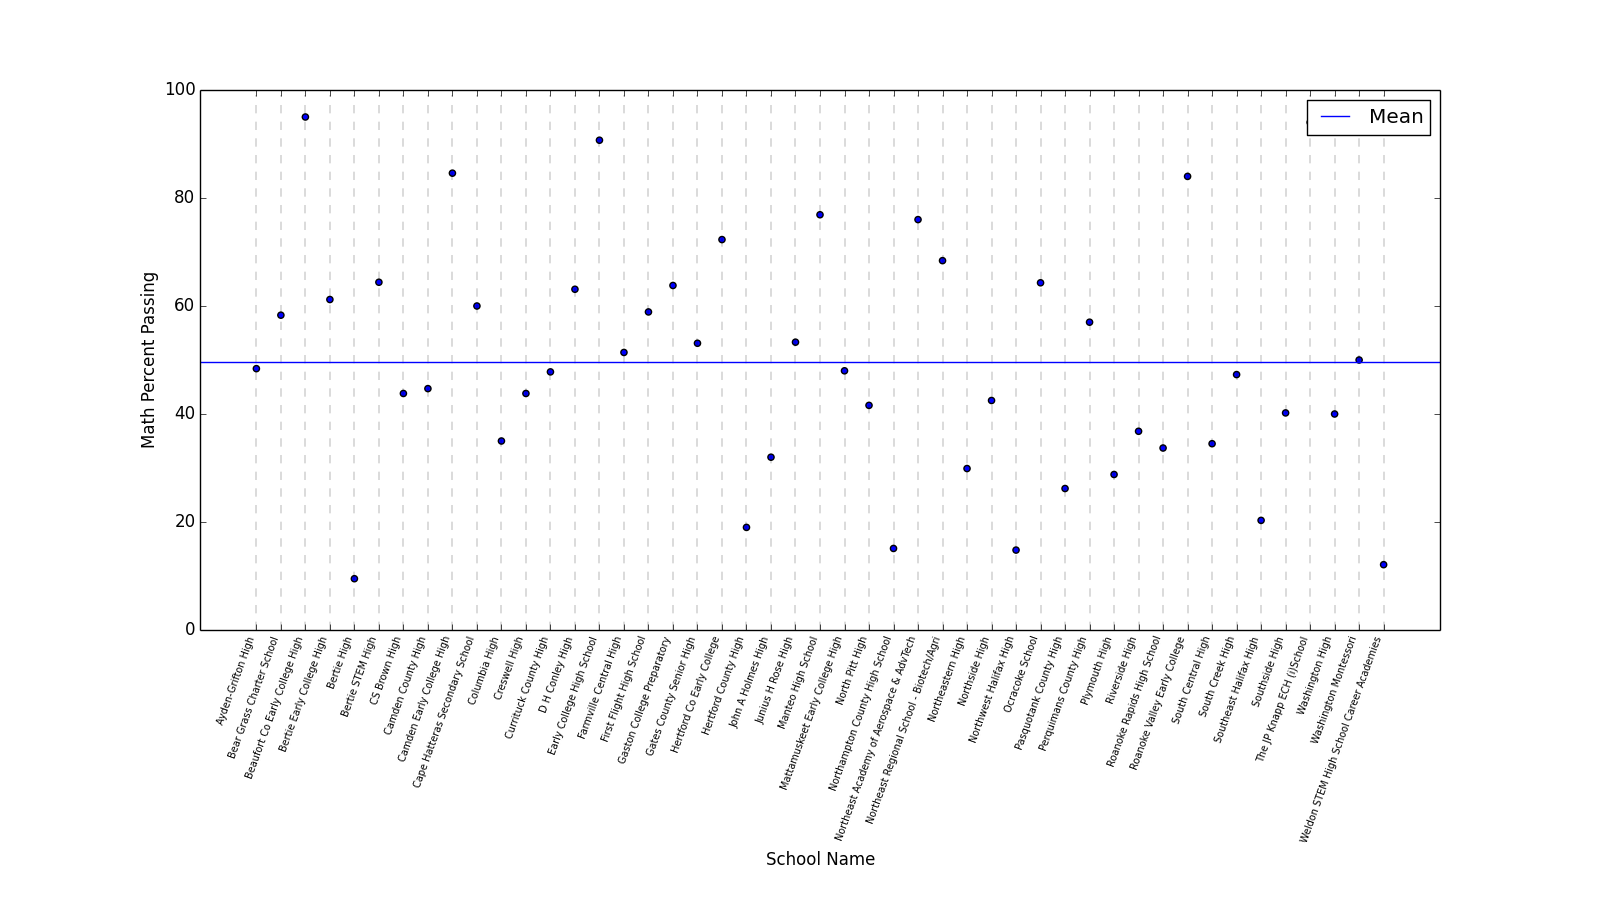 100
80
60
40
20
0
Math Percent Passing
Mean
Ayden-Grifton High
Bear Grass Charter School
Beaufort Co Early College High
Bertie Early College High
Bertie High
Bertie STEM High
CS Brown High
Camden County High
Camden Early College High
Cape Hatteras Secondary School
Columbia High
Creswell High
Currituck County High
D H Conley High
Early College High School
Farmville Central High
First Flight High School
Gaston College Preparatory
Gates County Senior High
Hertford Co Early College
Hertford County High
John A Holmes High
Junius H Rose High
Manteo High School
Mattamuskeet Early College High
North Pitt High
Northampton County High School
Northeast Academy of Aerospace & AdvTech
Northeast Regional School - Biotech/Agri
Northeastern High
Northside High
Northwest Halifax High
Ocracoke School
Pasquotank County High
Perquimans County High
Plymouth High
Riverside High
Roanoke Rapids High School
Roanoke Valley Early College
South Central High
South Creek High
Southeast Halifax High
Southside High
The JP Knapp ECH (i)School
Washington High
Washington Montessori
Weldon STEM High School Career Academies
School Name